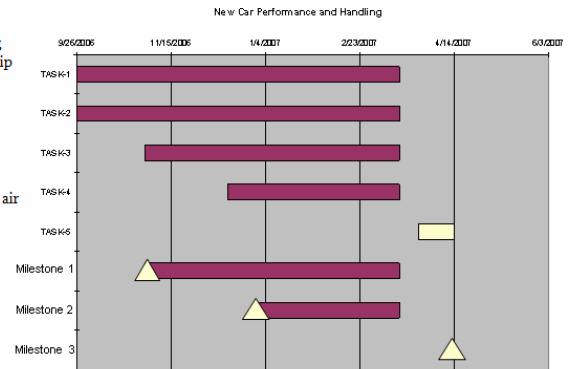 New Car Performance and Handling
9/26/2006 11/15/2006 1/4/2007 2/23/2007 4/14/2007 6/3/2007
ip
TASK-1
TASK-2
TASK-3
air
TASK-4
TASK-5
Milestone 1
Milestone 2
Milestone 3